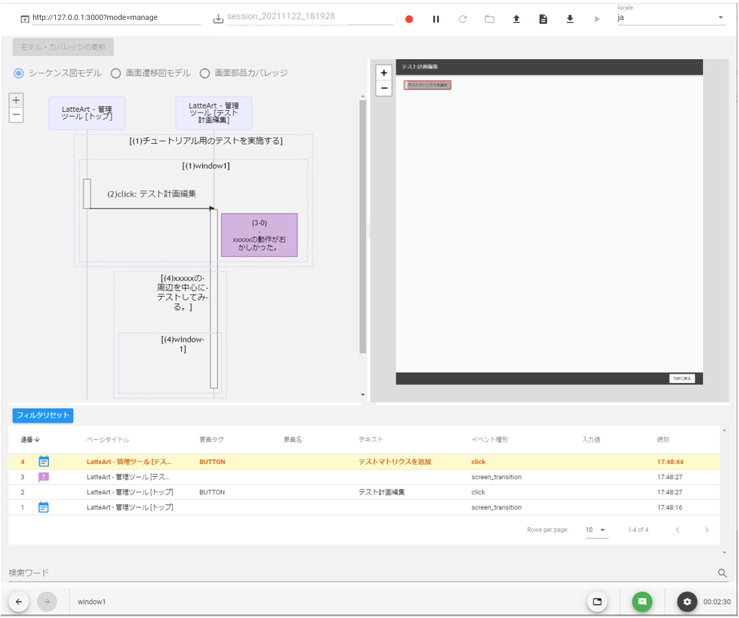 locale
http://127.0.0.1:3000?mode=manage
session_20211122_181928
ja
モデル・カバレッジの更新
シーケンス図モデル
画面遷移図モデル
画面部品カバレッジ
テスト計画編集
テストマトリクスを追加
LatteArt - 管理
ツール [トップ]
LatteArt - 管理
ツール [テスト
計画編集]
[(1)チュートリアル用のテストを実施する]
[(1)window1]
(2)click: テスト計画編集
(3-0)
-
xxxxxの動作がお
かしかった。
[(4)xxxxxの-
周辺を中心に-
テストしてみ-
る。]
[(4)window-
1]
フィルタリセット
通番 ページタイトル 要素タグ 要素名 テキスト イベント種別 入力値 時刻
4 LatteArt - 管理ツール [テス... BUTTON テストマトリクスを追加 click 17:48:44
3 LatteArt - 管理ツール [テス... screen_transition 17:48:27
2 LatteArt - 管理ツール [トップ] BUTTON テスト計画編集 click 17:48:27
1 LatteArt - 管理ツール [トップ] screen_transition 17:48:16
Rows per page: 10 1-4 of 4
検索ワード
window1
00:02:30